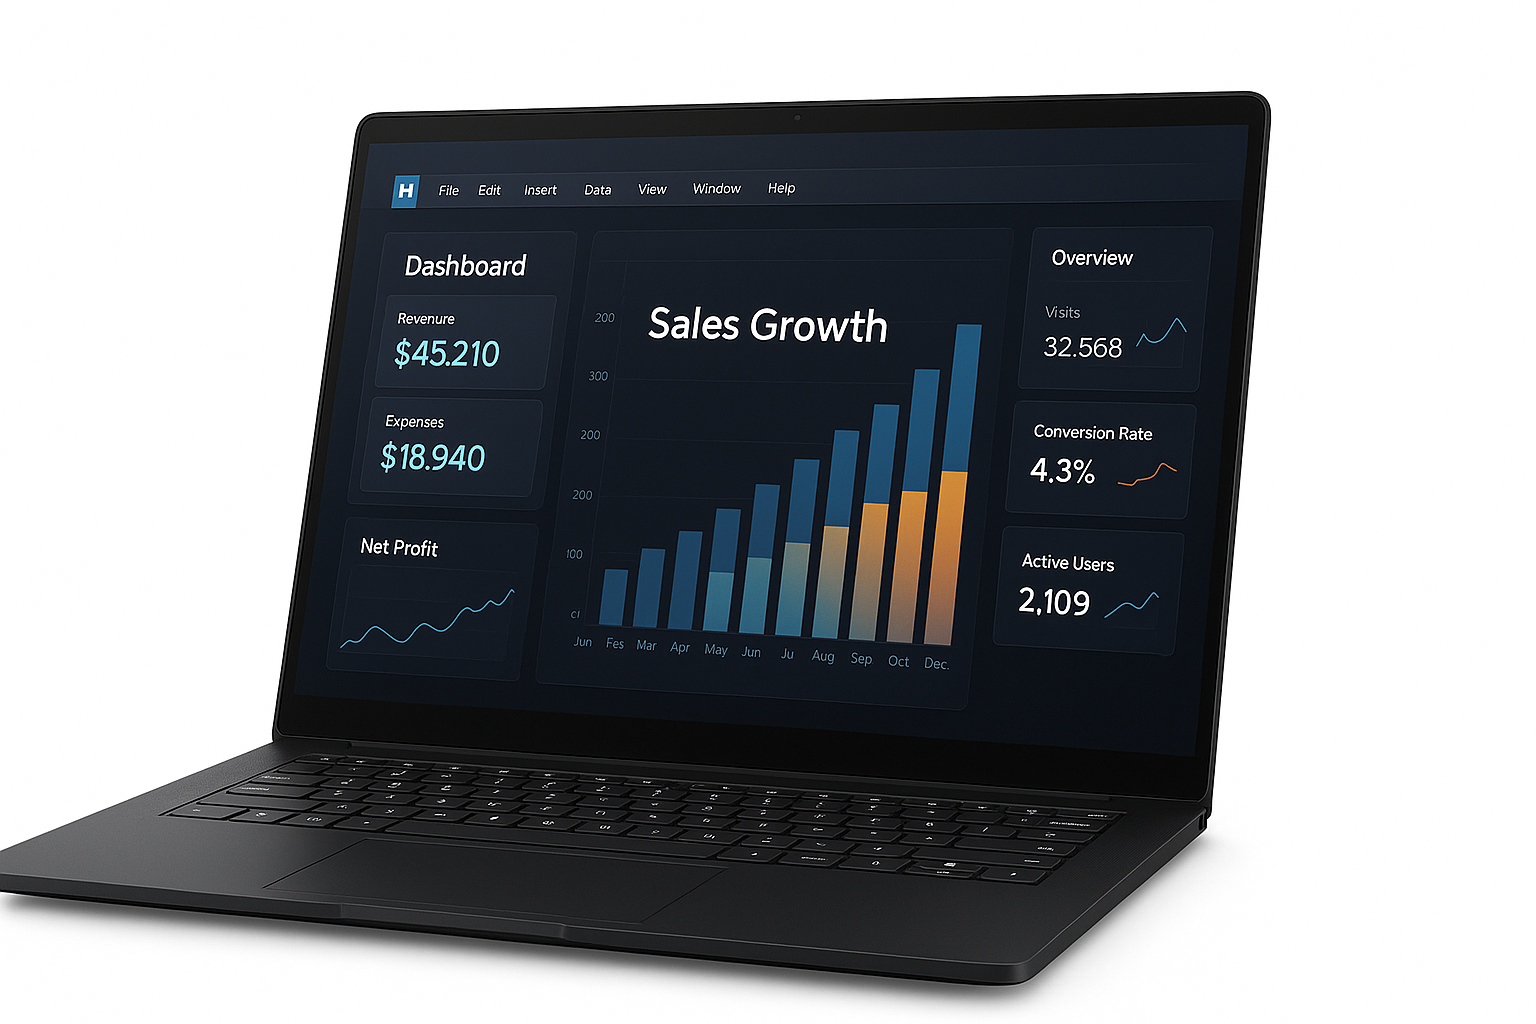 H File Edit Insert Data View Window Help
Dashboard
Revenure
$45.210
Expenses
$18.940
Net Profit
Sales Growth
200
300
200
200
100
Jun Fes Mar Apr May Jun Ju Aug Sep Oct Dec.
Overview
Visits
32.568
Conversion Rate
4.3%
Active Users
2,109